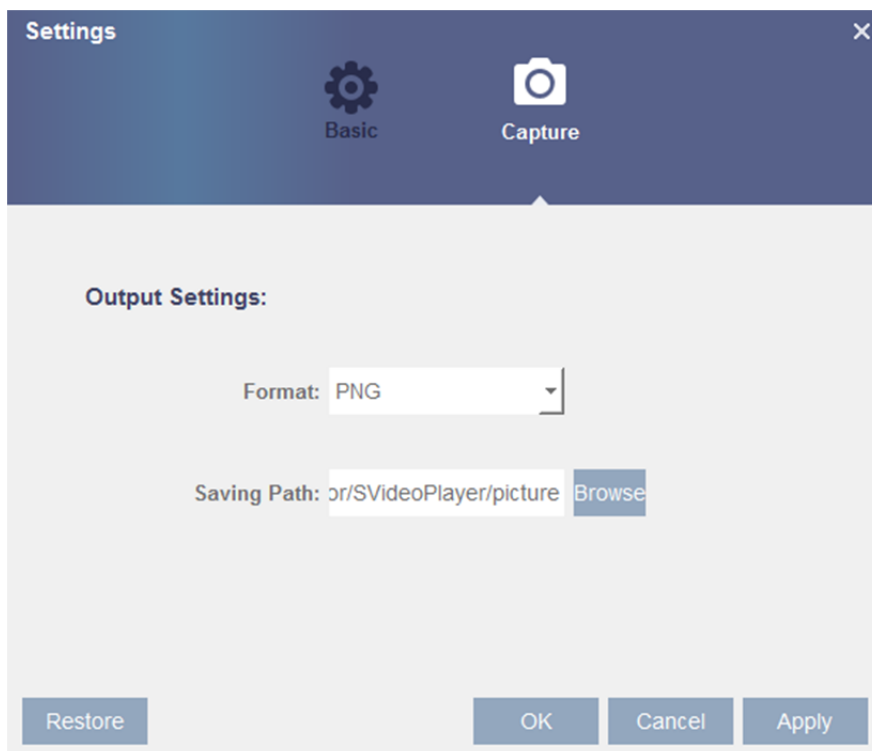 Settings
Basic
Capture
Output Settings:
Format: PNG
Saving Path: or/SVideoPlayer/picture Browse
Restore OK Cancel Apply